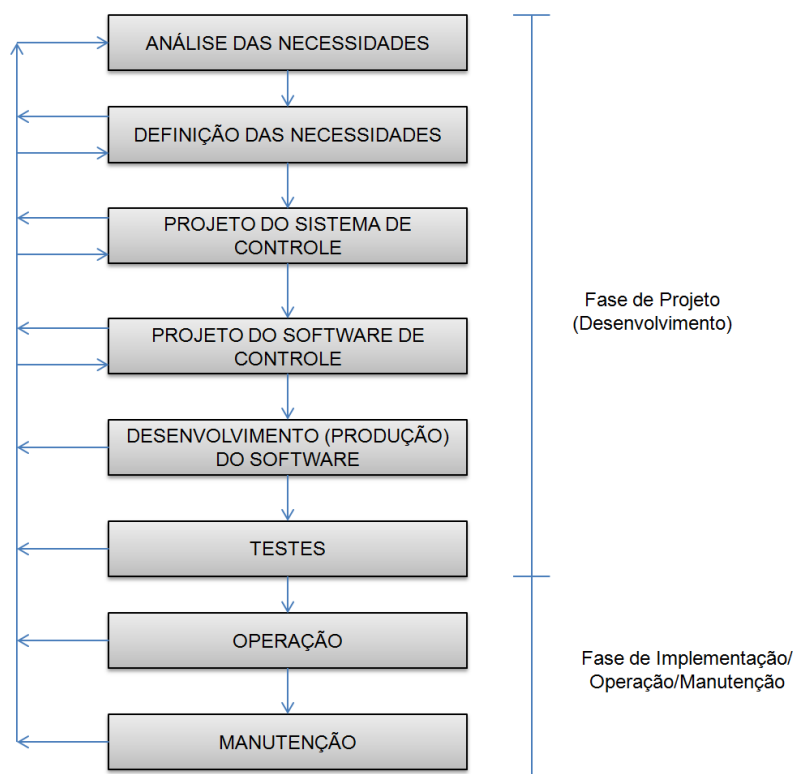 ANÁLISE DAS NECESSIDADES
DEFINIÇÃO DAS NECESSIDADES
PROJETO DO SISTEMA DE
CONTROLE
PROJETO DO SOFTWARE DE
CONTROLE
DESENVOLVIMENTO (PRODUÇÃO)
DO SOFTWARE
TESTES
OPERAÇÃO
MANUTENÇÃO
Fase de Projeto
(Desenvolvimento)
Fase de Implementação/
Operação/Manutenção